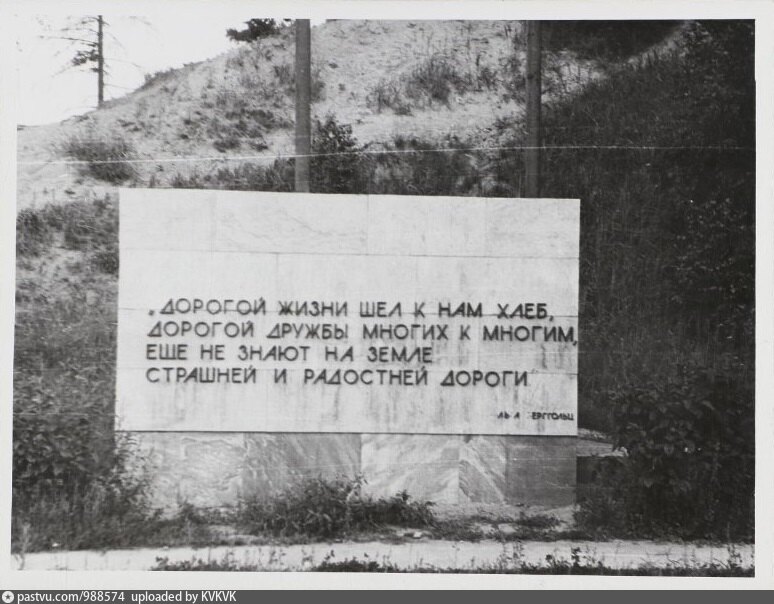 „ДОРОГОЙ ЖИЗНИ ШЕЛ К НАМ ХЛЕБ,
ДОРОГОЙ ДРУЖБЫ МНОГИХ К МНОГИМ,
ЕЩЕ НЕ ЗНАЮТ НА ЗЕМЛЕ
СТРАШНЕЙ И РАДОСТНЕЙ ДОРОГИ
pastvu.com/988574 uploaded by KVKVK